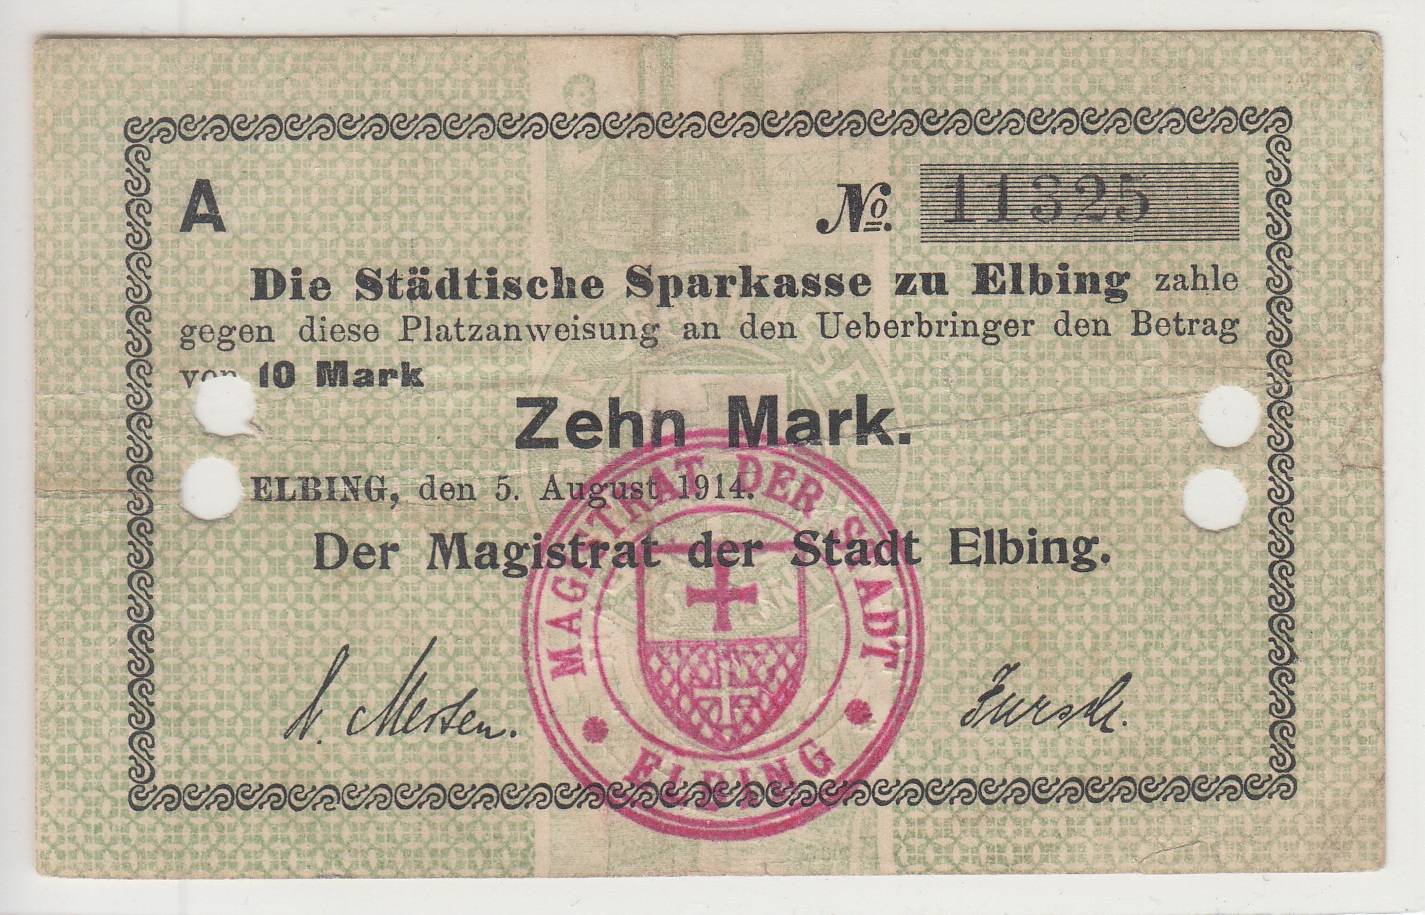 A
№ 11325
Die Städtische Sparkasse zu Elbing zahle
gegen diese Platzanweisung an den Ueberbringer den Betrag
von 10 Mark
Zehn Mark.
ELBING, den 5. August 1914.
Der Magistrat der Stadt Elbing.
MAGISTRAT DER STADT
ELBING